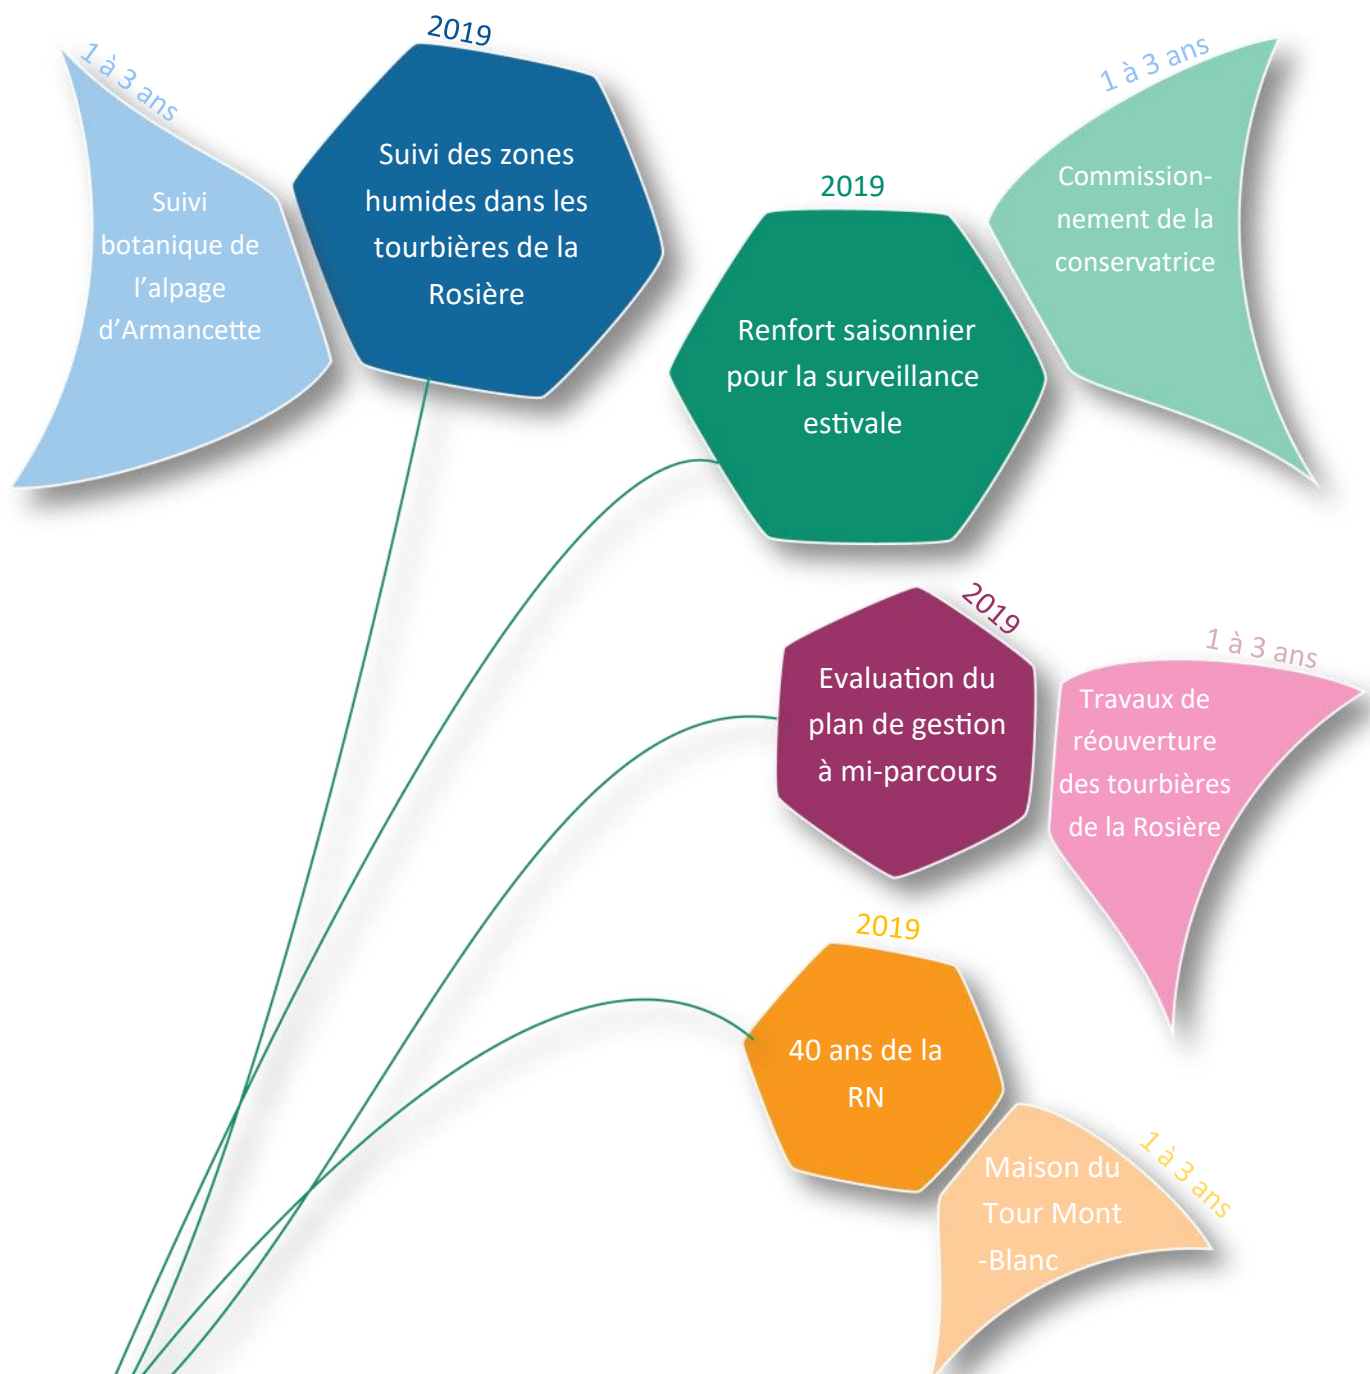 1 à 3 ans
Suivi
botanique de
l'alpage
d'Armancette
2019
Suivi des zones
humides dans les
tourbières de la
Rosière
2019
Renfort saisonnier
pour la surveillance
estivale
1 à 3 ans
Commission-
nement de la
conservatrice
2019
Evaluation du
plan de gestion
à mi-parcours
1 à 3 ans
Travaux de
réouverture
des tourbières
de la Rosière
2019
40 ans de la
RN
1 à 3 ans
Maison du
Tour Mont
-Blanc